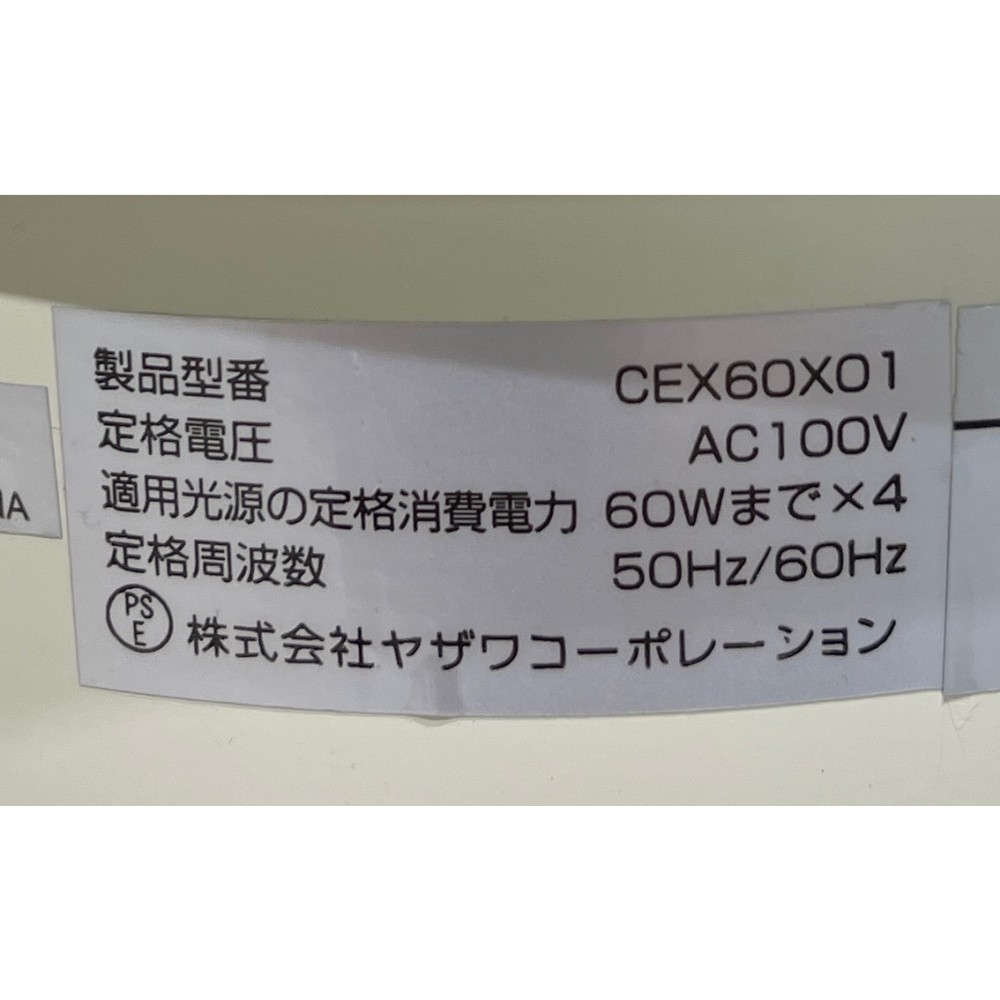 製品型番 CEX60X01
定格電圧 AC100V
適用光源の定格消費電力 60Wまで×4
定格周波数 50Hz/60Hz
PSE 株式会社ヤザワコーポレーション